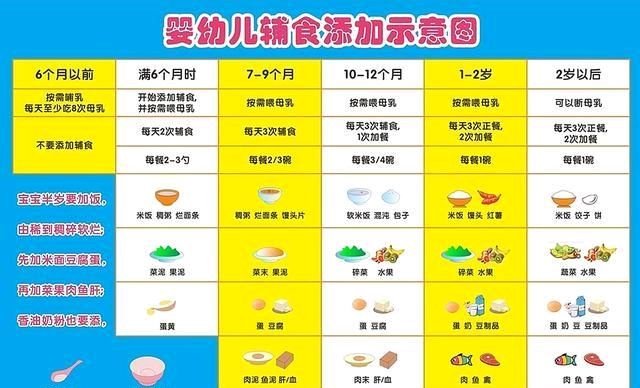 婴幼儿辅食添加示意图
6个月以前 满6个月时 7-9个月 10-12个月 1-2岁 2岁以后
按需哺乳
每天至少吃8次母乳
开始添加辅食,
并按需喂母乳
按需喂母乳
按需喂母乳
按需喂母乳
可以断母乳
不要添加辅食
每天2次辅食
每天3次辅食
每天3次辅餐,
1次加餐
每天3次正餐,
2次加餐
每天3次正餐,
2次加餐
每餐2-3勺 每餐2/3碗 每餐3/4碗 每餐1碗 每餐1碗
宝宝半岁要加饭,
由稀到稠碎软烂;
先加米面豆腐蛋,
再加菜果肉鱼肝;
香油奶粉也要添,
米饭 稠粥 烂面条 稠粥 烂面条 馒头片 软米饭 混沌 包子 米饭 馒头 红薯 米饭 饺子 饼
菜泥 果泥 菜末 果泥 碎菜 水果 碎菜 水果 蔬菜 水果
蛋黄 蛋 豆腐 蛋 豆腐 蛋 奶 豆制品 蛋 奶 豆 豆制品
肉泥 鱼泥 肝/血 肉末 肝/血 肉 鱼 禽 肉 鱼 禽